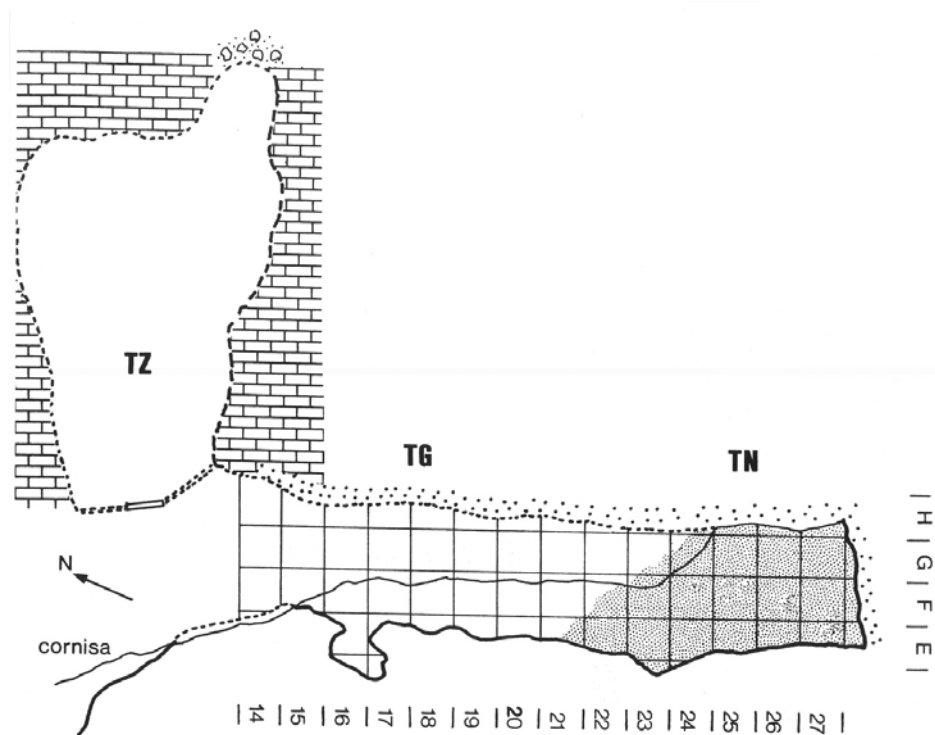 TZ
TG
TN
| H | G | F | E |
N
cornisa
| 14 | 15 | 16 | 17 | 18 | 19 | 20 | 21 | 22 | 23 | 24 | 25 | 26 | 27 |